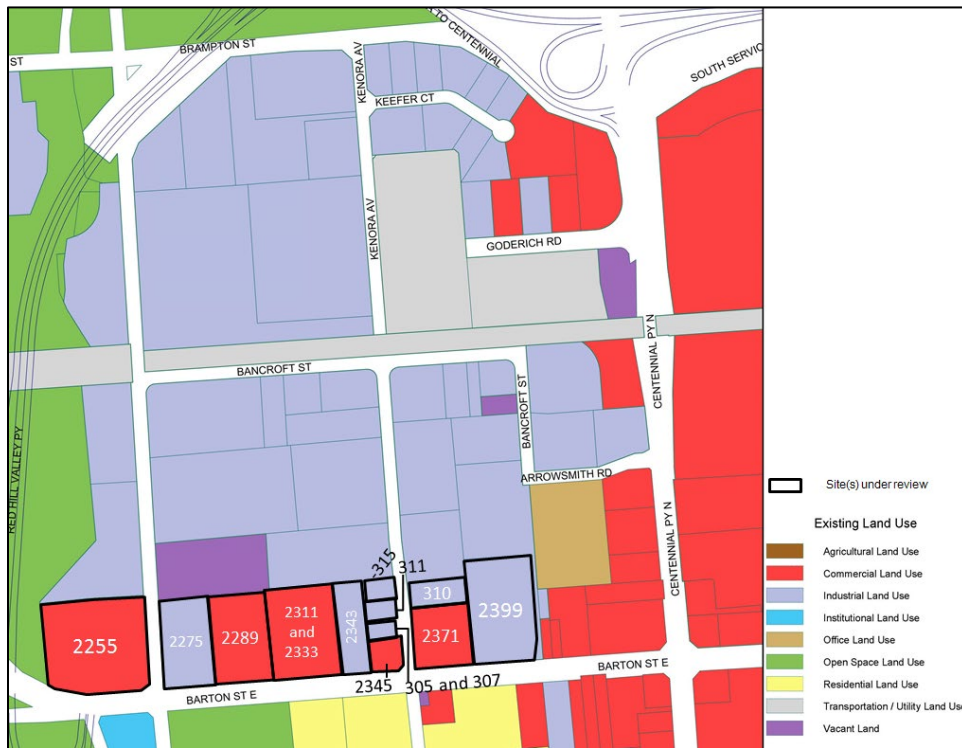 BRAMPTON ST
ST
TO CENTENNIAL
SOUTH SERVIC
KENORA AV
KEEFER CT
KENORA AV
GODERICH RD
CENTENNIAL PY N
BANCROFT ST
BANCROFT ST
ARROWSMITH RD
RED HILL VALLEY PY
CENTENNIAL PY N
315
311
2255
2275
2289
2311
and
2333
2343
310
2371
2399
2345
305 and 307
BARTON ST E
BARTON ST E
Site(s) under review
Existing Land Use
Agricultural Land Use
Commercial Land Use
Industrial Land Use
Institutional Land Use
Office Land Use
Open Space Land Use
Residential Land Use
Transportation / Utility Land Use
Vacant Land